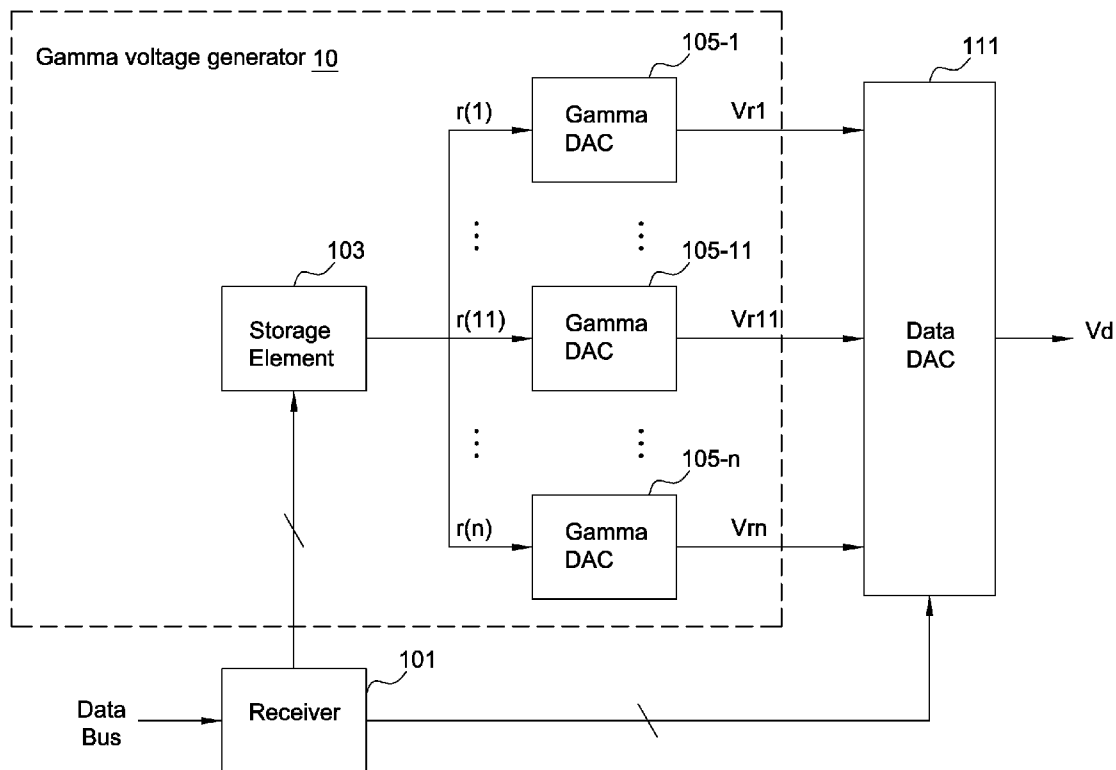 Gamma voltage generator 10
105-1
111
r(1)
Gamma
DAC
Vr1
103
105-11
Storage
Element
r(11)
Gamma
DAC
Vr11
Data
DAC
Vd
105-n
r(n)
Gamma
DAC
Vrn
101
Data
Bus
Receiver